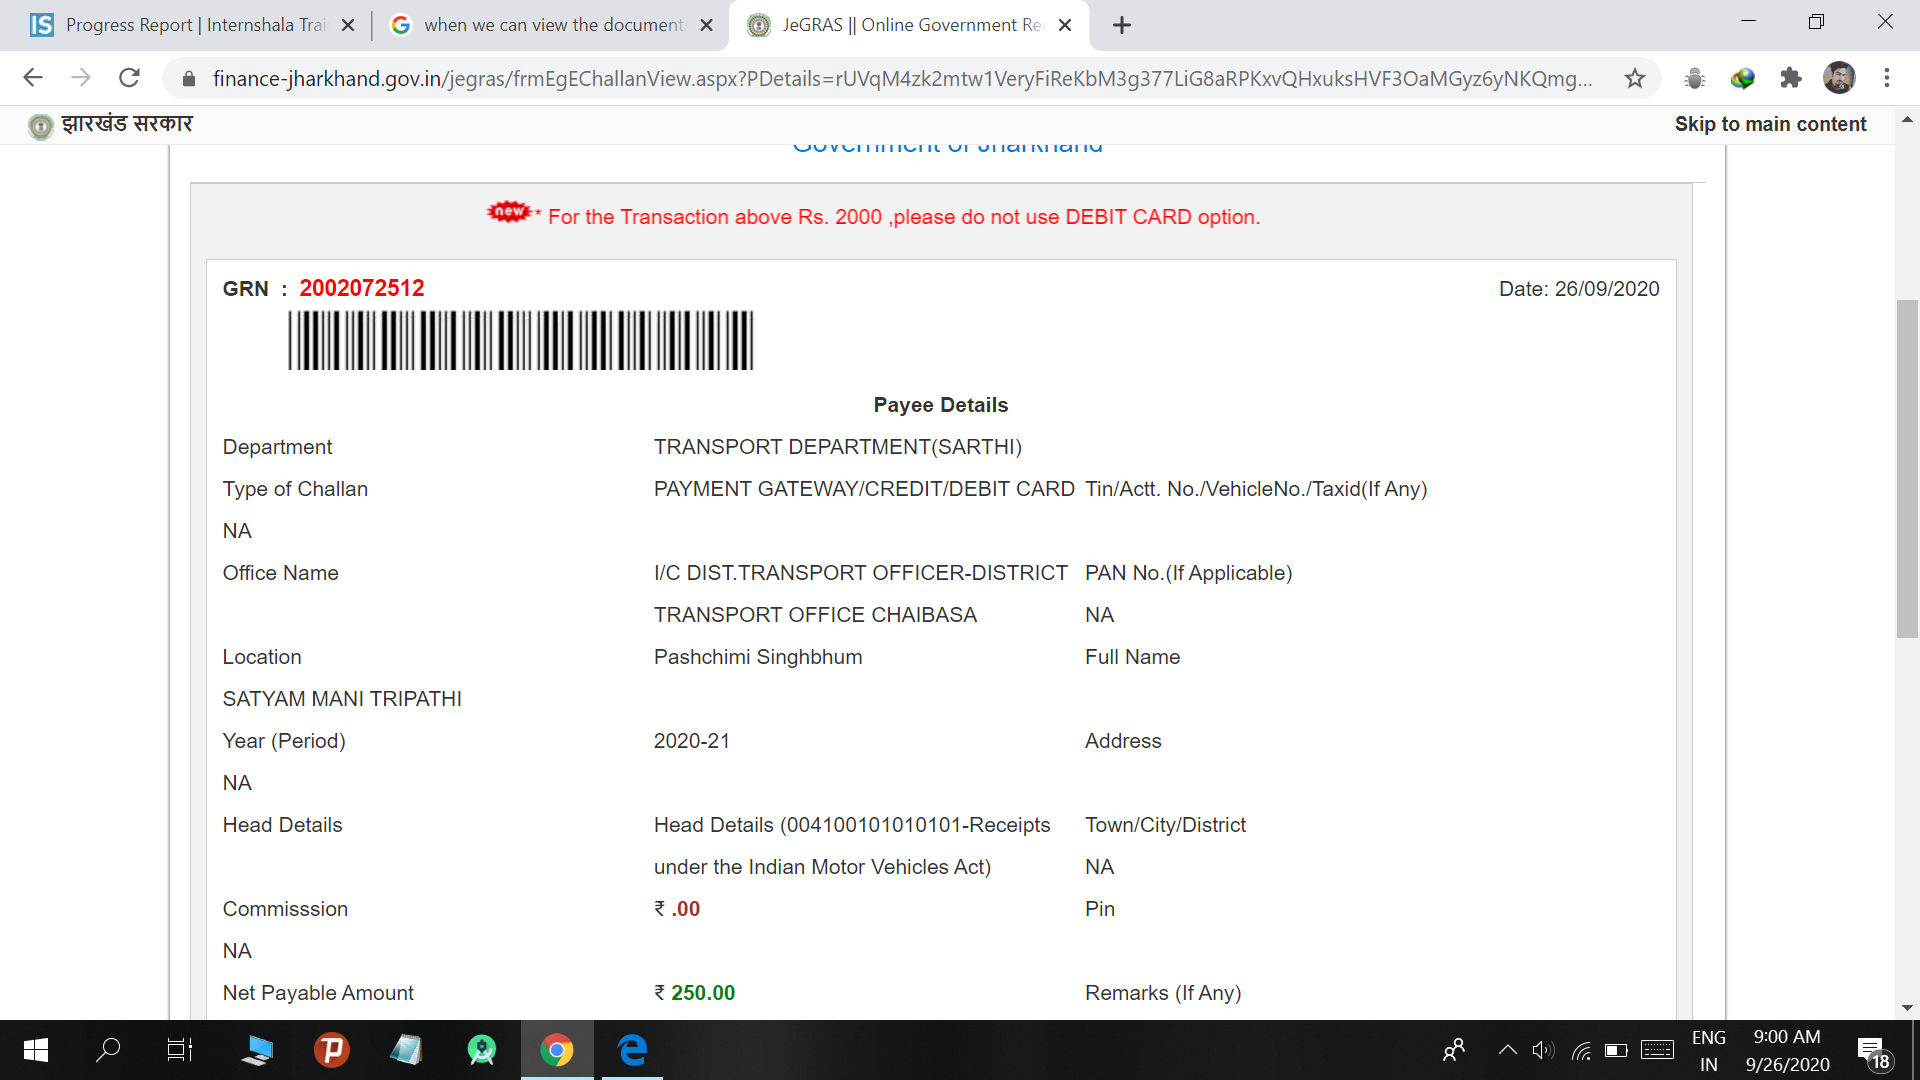 Progress Report | Internshala Trai
when we can view the documents
JeGRAS || Online Government Rec
finance-jharkhand.gov.in/jegras/frmEgEChallanView.aspx?PDetails=rUVqM4zk2mtw1VeryFiReKbM3g377LiG8aRPKxvQHxuksHVF3OaMGyz6yNKQmg...
झारखंड सरकार
Skip to main content
Government of Jharkhand
new * For the Transaction above Rs. 2000 ,please do not use DEBIT CARD option.
GRN : 2002072512
Date: 26/09/2020
Payee Details
Department TRANSPORT DEPARTMENT(SARTHI)
Type of Challan PAYMENT GATEWAY/CREDIT/DEBIT CARD Tin/Actt. No./VehicleNo./Taxid(If Any)
NA
Office Name I/C DIST.TRANSPORT OFFICER-DISTRICT PAN No.(If Applicable)
TRANSPORT OFFICE CHAIBASA NA
Location Pashchimi Singhbhum Full Name
SATYAM MANI TRIPATHI
Year (Period) 2020-21 Address
NA
Head Details Head Details (004100101010101-Receipts Town/City/District
under the Indian Motor Vehicles Act) NA
Commisssion ₹ .00 Pin
NA
Net Payable Amount ₹ 250.00 Remarks (If Any)
ENG 9:00 AM
IN 9/26/2020 18